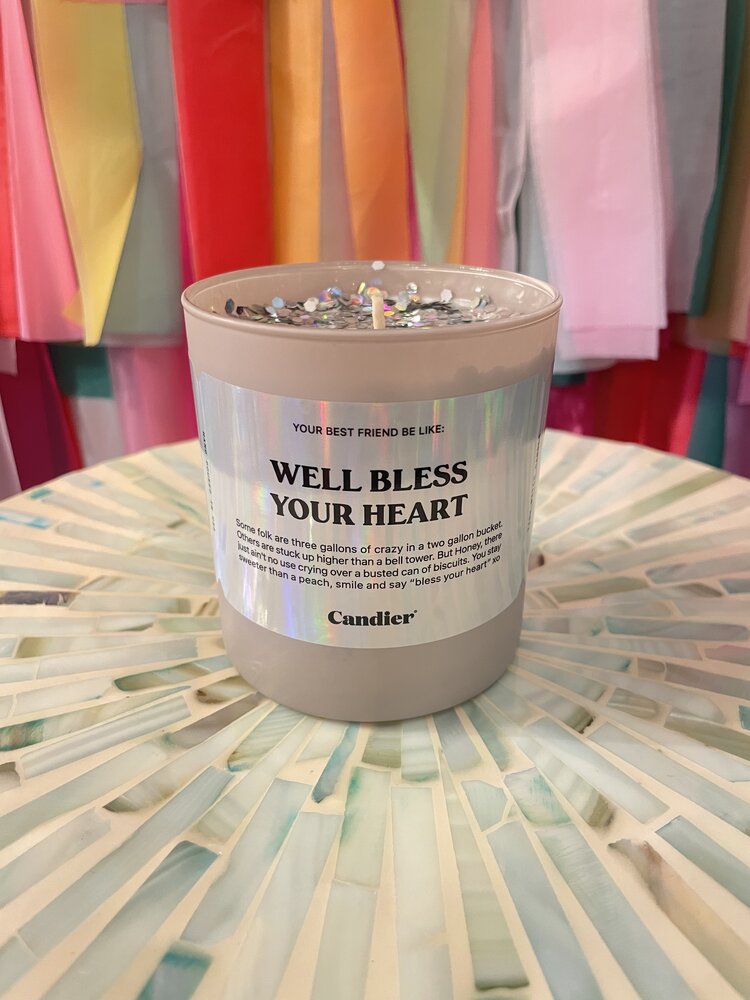 YOUR BEST FRIEND BE LIKE:
WELL BLESS
YOUR HEART
Some folk are three gallons of crazy in a two gallon bucket.
Others are stuck up higher than a bell tower. But Honey, there
just ain't no use crying over a busted can of biscuits. You stay
sweeter than a peach, smile and say “bless your heart” xo
Candier